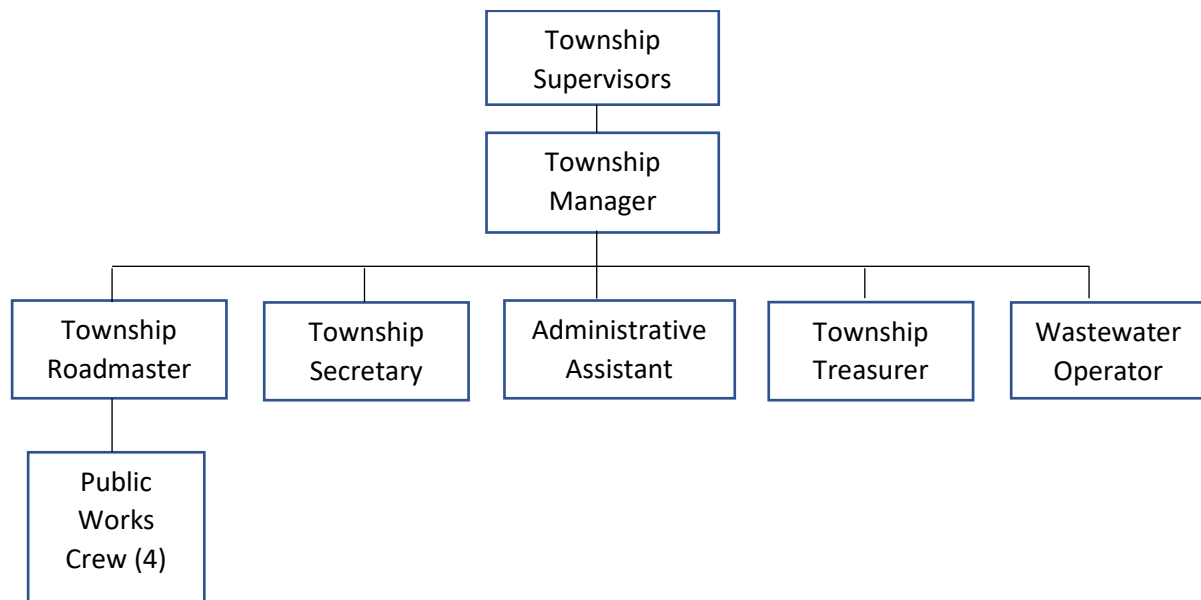 Township
Supervisors
Township
Manager
Township
Roadmaster
Township
Secretary
Administrative
Assistant
Township
Treasurer
Wastewater
Operator
Public
Works
Crew (4)